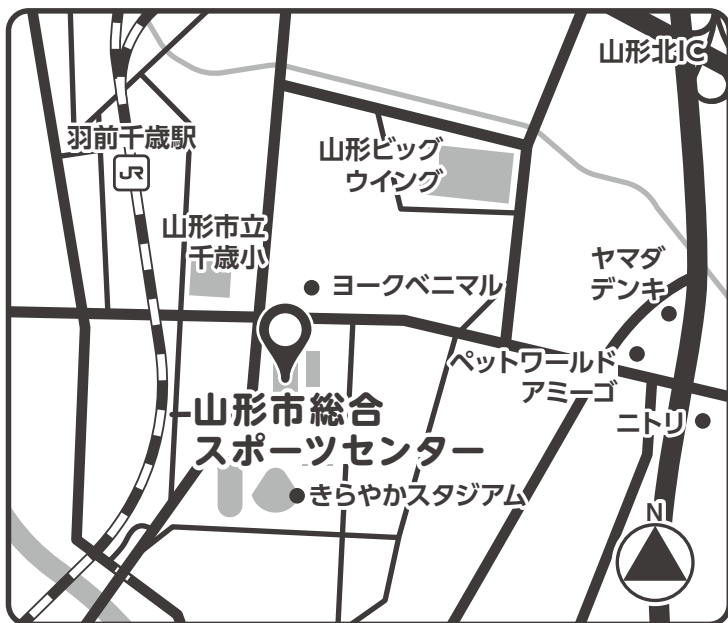 山形北IC
羽前千歳駅
JR
山形ビッグ
ウイング
山形市立
千歳小
ヨークベニマル
ヤマダ
デンキ
ペットワールド
アミーゴ
山形市総合
スポーツセンター
ニトリ
きらやかスタジアム
N